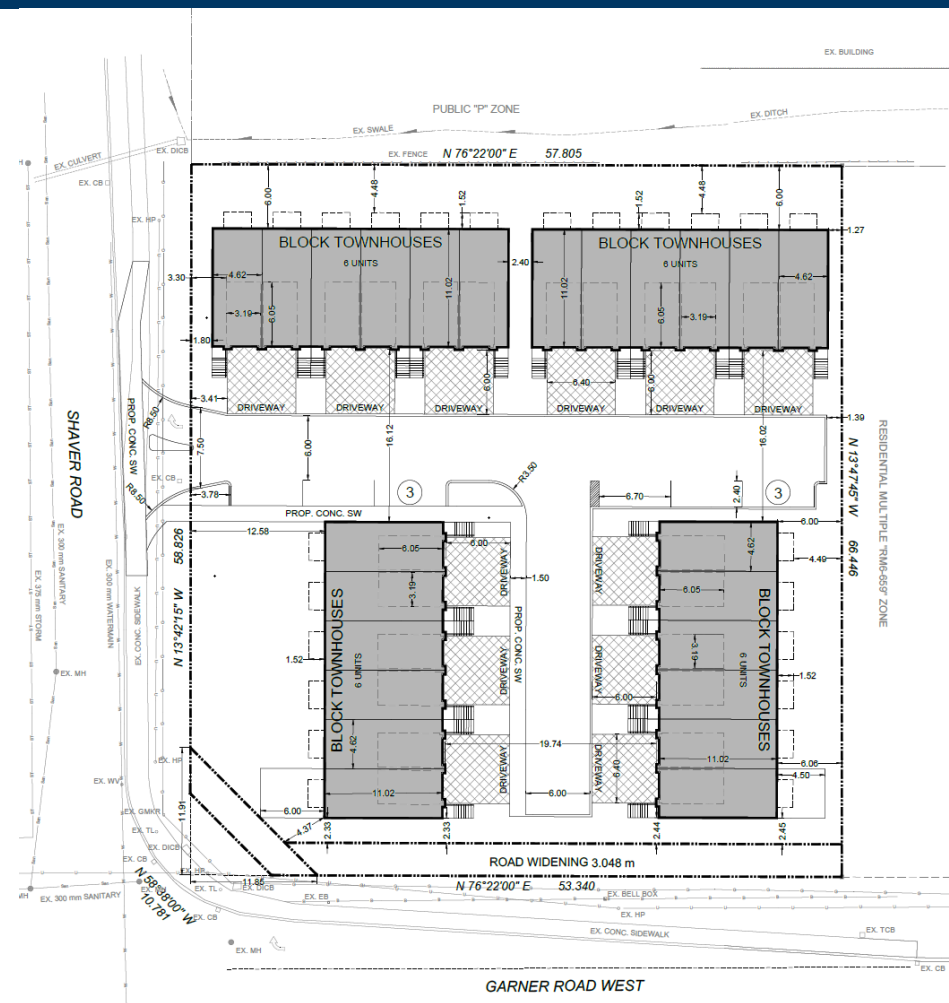 EX. BUILDING
PUBLIC "P" ZONE
EX. SWALE
EX. DITCH
EX. CULVERT
EX. DICB
EX. FENCE
N 76°22'00" E 57.805
EX. CB
6.00
4.48
1.52
1.52
4.48
6.00
EX. HP
BLOCK TOWNHOUSES
6 UNITS
BLOCK TOWNHOUSES
6 UNITS
1.27
2.40
3.30
4.62
11.02
11.02
4.62
3.19
6.05
6.05
3.19
1.80
6.00
6.40
6.00
3.41
DRIVEWAY
DRIVEWAY
DRIVEWAY
DRIVEWAY
DRIVEWAY
DRIVEWAY
1.39
R8.50
7.50
6.00
16.12
16.02
SHAVER ROAD
PROP. CONC. SW
RESIDENTIAL MULTIPLE "RM6-659" ZONE
N 13°47'45" W 66.446
EX. CB
R8.50
3.78
3
R3.50
6.70
2.40
3
PROP. CONC. SW
12.58
6.00
EX. 375 mm STORM
EX. 300 mm SANITARY
EX. 300 mm WATERMAIN
EX. CONC. SIDEWALK
N 13°42'15" W 58.826
6.05
6.00
DRIVEWAY
DRIVEWAY
4.62
6.05
4.49
3.19
1.50
PROP. CONC. SW
BLOCK TOWNHOUSES
6 UNITS
1.52
DRIVEWAY
DRIVEWAY
3.19
BLOCK TOWNHOUSES
6 UNITS
1.52
EX. MH
6.00
4.62
19.74
DRIVEWAY
DRIVEWAY
EX. HP
11.02
6.40
11.02
6.06
4.50
EX. WV
11.91
6.00
6.00
EX. GMKR
4.37
2.33
2.33
2.44
2.45
EX. TL
EX. DICB
EX. CB
ROAD WIDENING 3.048 m
EX. HP
11.85
N 76°22'00" E 53.340
MH
EX. 300 mm SANITARY
EX. TL
EX. DICB
EX. EB
EX. BELL BOX
N 58°38'00" W
10.781
EX. CB
EX. HP
EX. CONC. SIDEWALK
EX. TCB
EX. MH
EX. CB
GARNER ROAD WEST